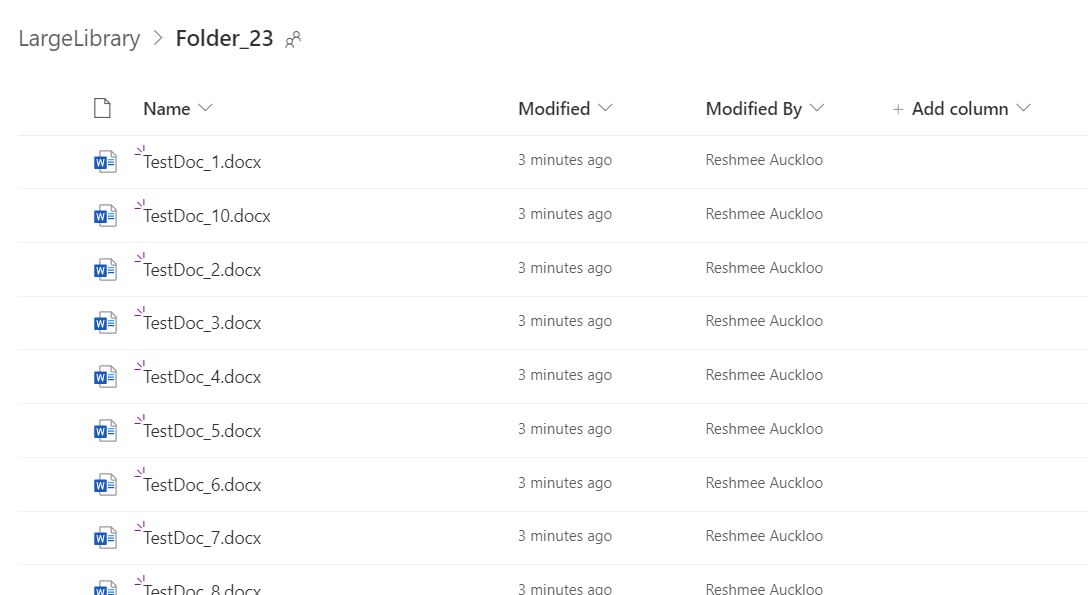 LargeLibrary > Folder_23
Name Modified Modified By + Add column
TestDoc_1.docx 3 minutes ago Reshmee Auckloo
TestDoc_10.docx 3 minutes ago Reshmee Auckloo
TestDoc_2.docx 3 minutes ago Reshmee Auckloo
TestDoc_3.docx 3 minutes ago Reshmee Auckloo
TestDoc_4.docx 3 minutes ago Reshmee Auckloo
TestDoc_5.docx 3 minutes ago Reshmee Auckloo
TestDoc_6.docx 3 minutes ago Reshmee Auckloo
TestDoc_7.docx 3 minutes ago Reshmee Auckloo
TestDoc_8.docx 3 minutes ago Reshmee Auckloo